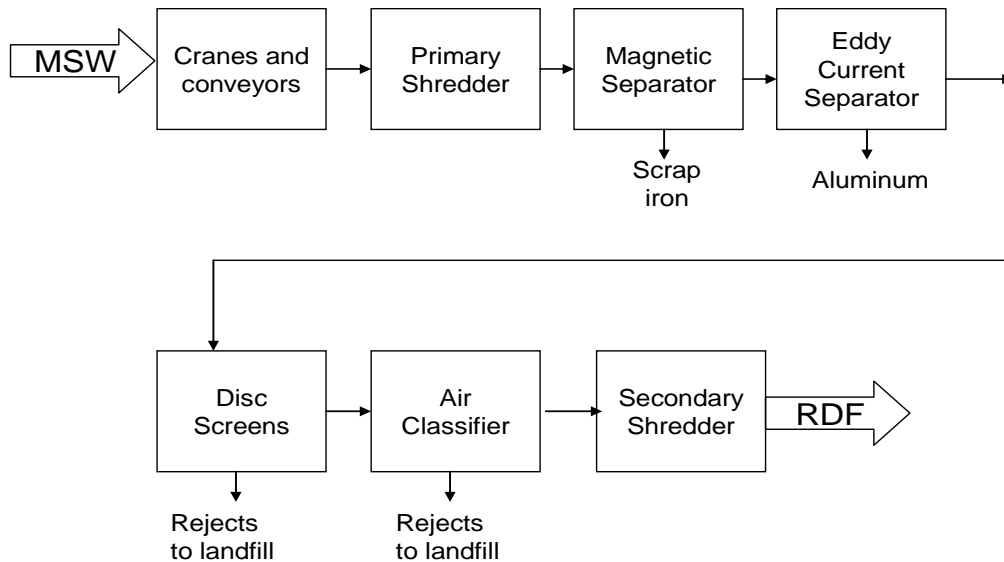 MSW
Cranes and
conveyors
Primary
Shredder
Magnetic
Separator
Eddy
Current
Separator
Scrap
iron
Aluminum
Disc
Screens
Air
Classifier
Secondary
Shredder
RDF
Rejects
to landfill
Rejects
to landfill